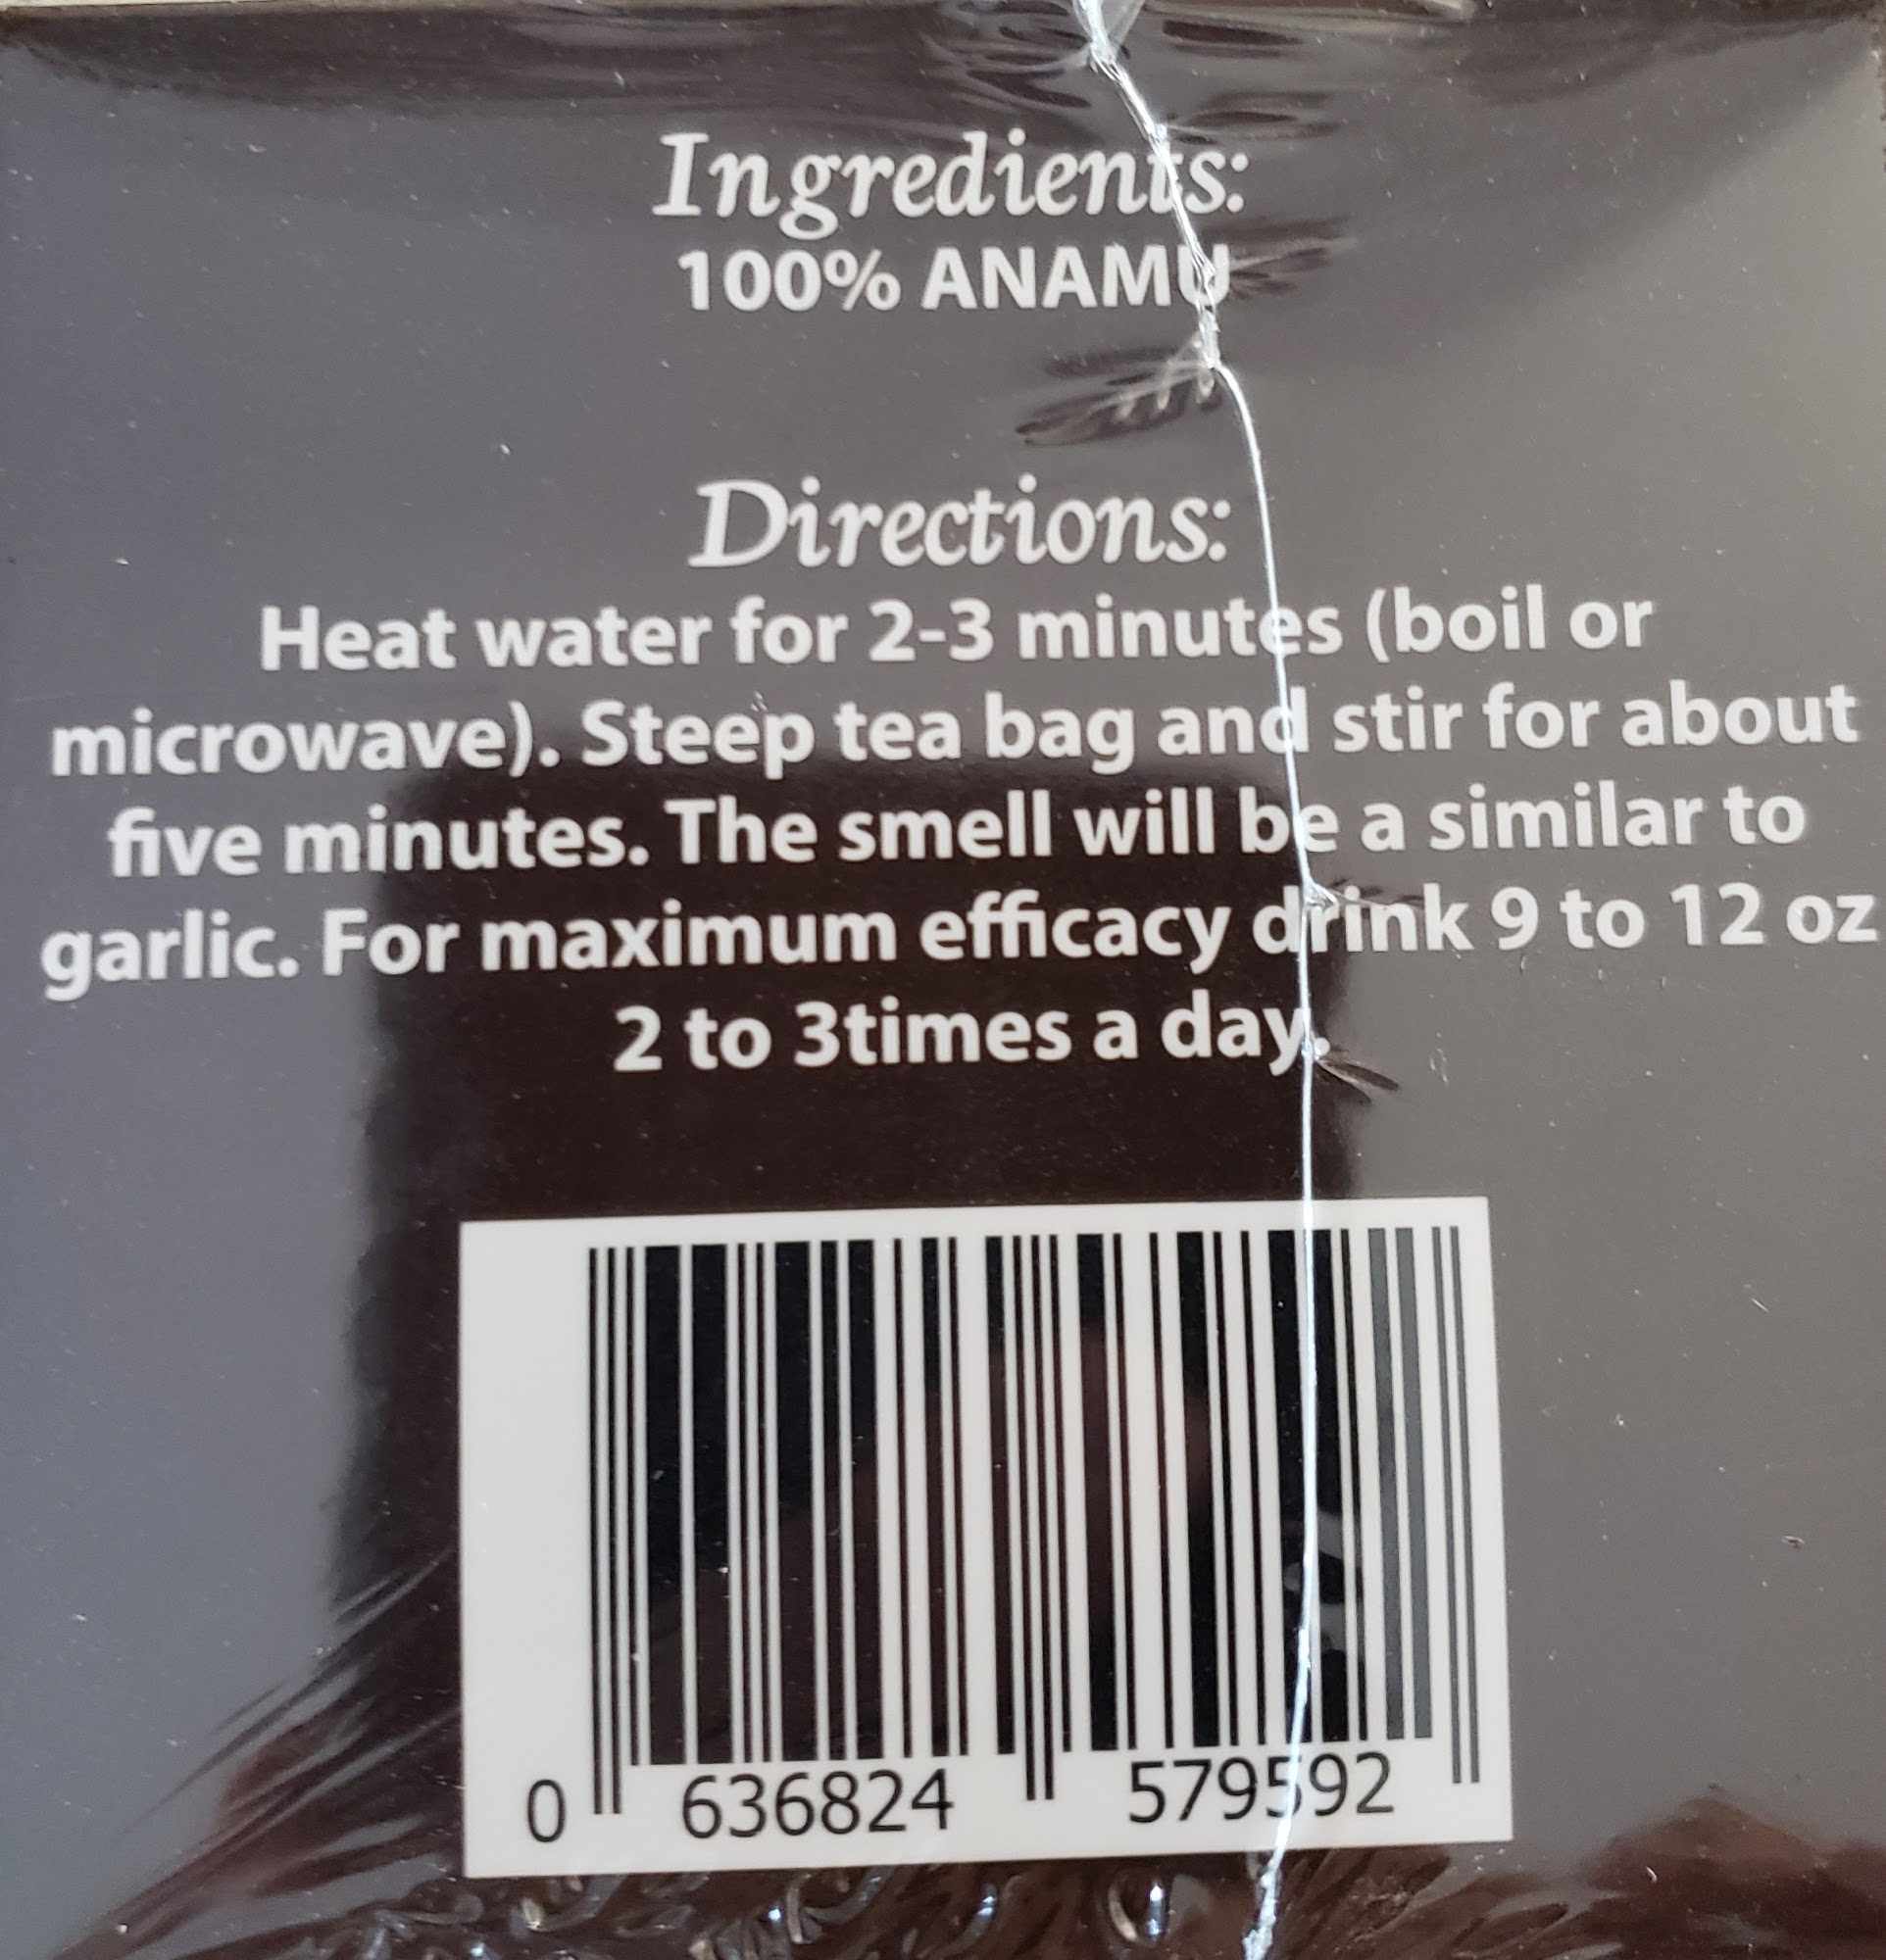 Ingredients:
100% ANAMU
Directions:
Heat water for 2-3 minutes (boil or
microwave). Steep tea bag and stir for about
five minutes. The smell will be a similar to
garlic. For maximum efficacy drink 9 to 12 oz
2 to 3times a day.
0 636824 579592